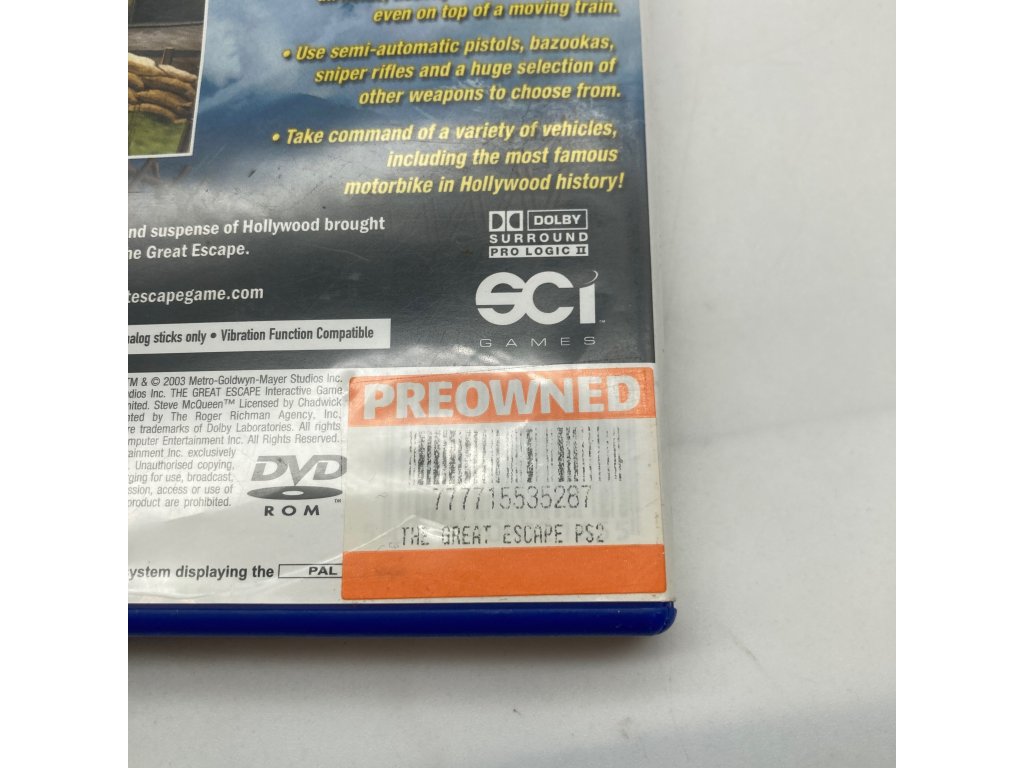 even on top of a moving train.
• Use semi-automatic pistols, bazookas,
sniper rifles and a huge selection of
other weapons to choose from.
• Take command of a variety of vehicles,
including the most famous
motorbike in Hollywood history!
nd suspense of Hollywood brought
he Great Escape.
DOLBY
SURROUND
PRO LOGIC II
tescapegame.com
SCi
GAMES
nalog sticks only • Vibration Function Compatible
TM & © 2003 Metro-Goldwyn-Mayer Studios Inc.
dios Inc. THE GREAT ESCAPE Interactive Game
mited. Steve McQueen™ Licensed by Chadwick
nted by The Roger Richman Agency, Inc,
re trademarks of Dolby Laboratories. All rights
mputer Entertainment Inc. All Rights Reserved.
ainment Inc. exclusively
. Unauthorised copying,
ging for use, broadcast,
ssion, access or use of
product are prohibited.
DVD
ROM
PREOWNED
777715535267
THE GREAT ESCAPE PS2
ystem displaying the PAL